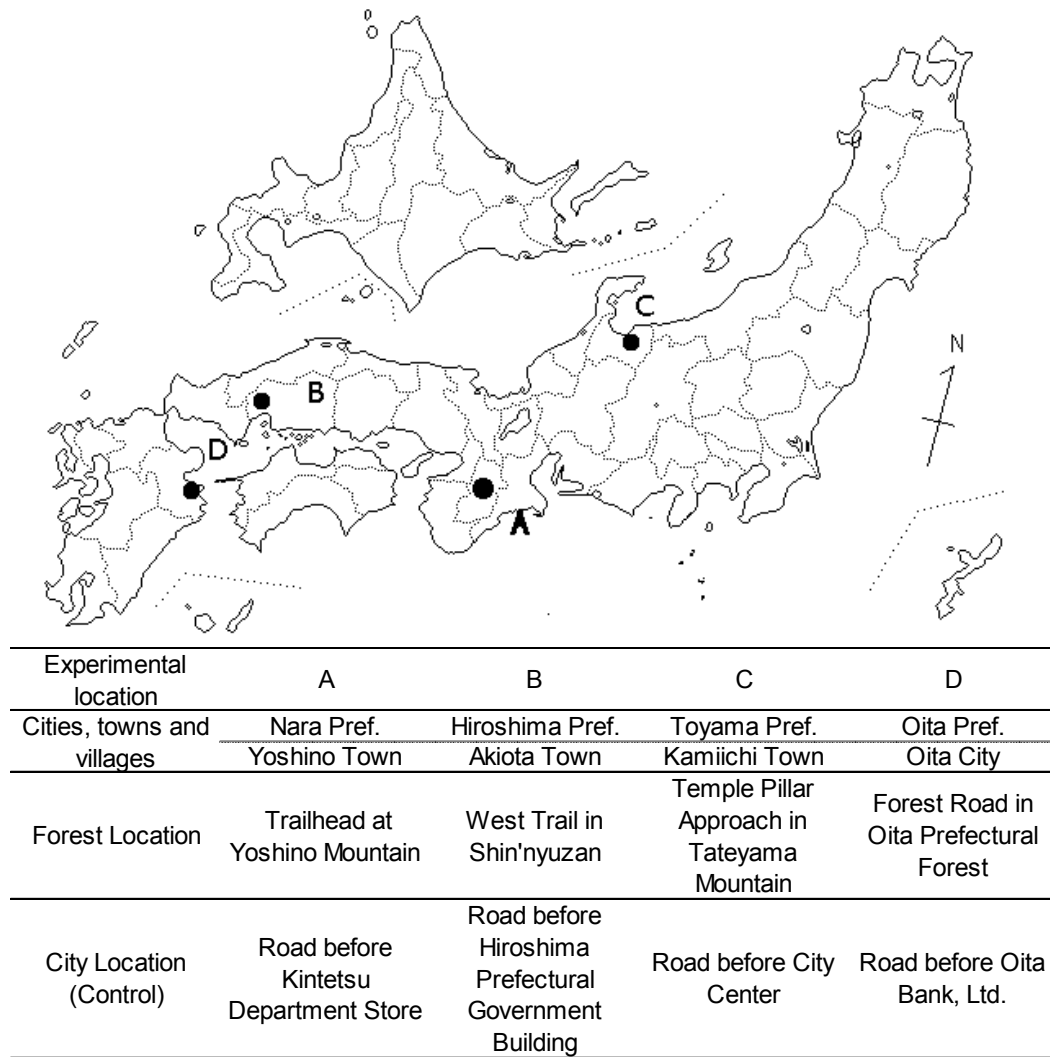 C
N
B
D
A
Experimental
location
A B C D
Cities, towns and
villages
Nara Pref. Hiroshima Pref. Toyama Pref. Oita Pref.
Yoshino Town Akiota Town Kamiichi Town Oita City
Forest Location
Trailhead at
Yoshino Mountain
West Trail in
Shin'nyuzan
Temple Pillar
Approach in
Tateyama
Mountain
Forest Road in
Oita Prefectural
Forest
City Location
(Control)
Road before
Kintetsu
Department Store
Road before
Hiroshima
Prefectural
Government
Building
Road before City
Center
Road before Oita
Bank, Ltd.